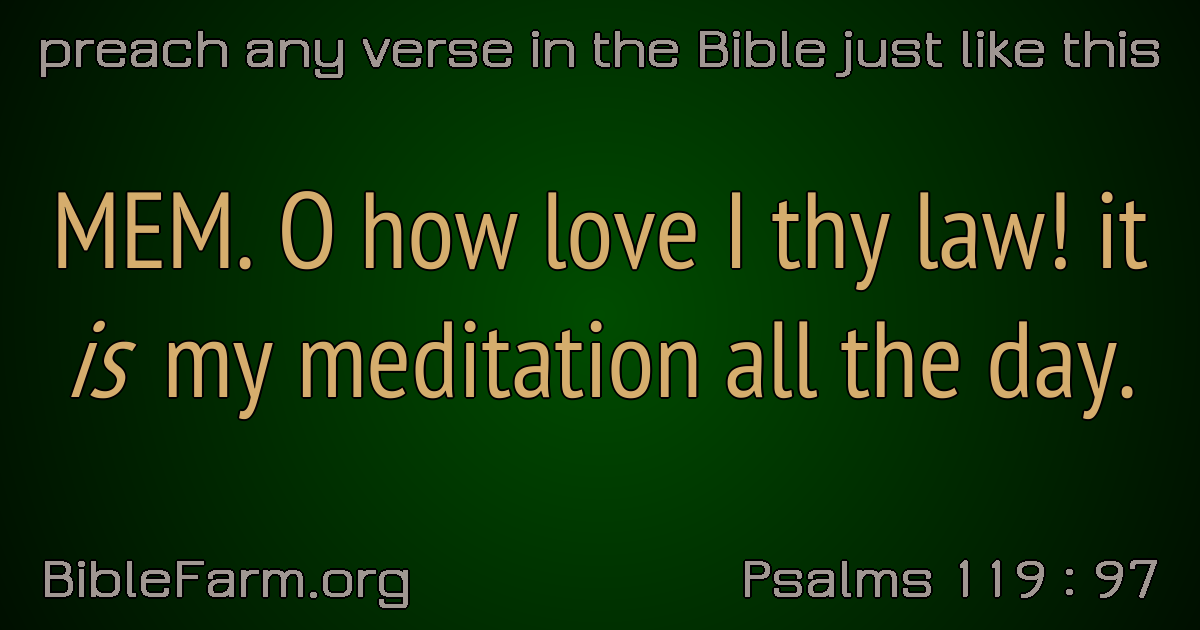 preach any verse in the Bible just like this
MEM. O how love I thy law! it
is my meditation all the day.
BibleFarm.org
Psalms 119 : 97